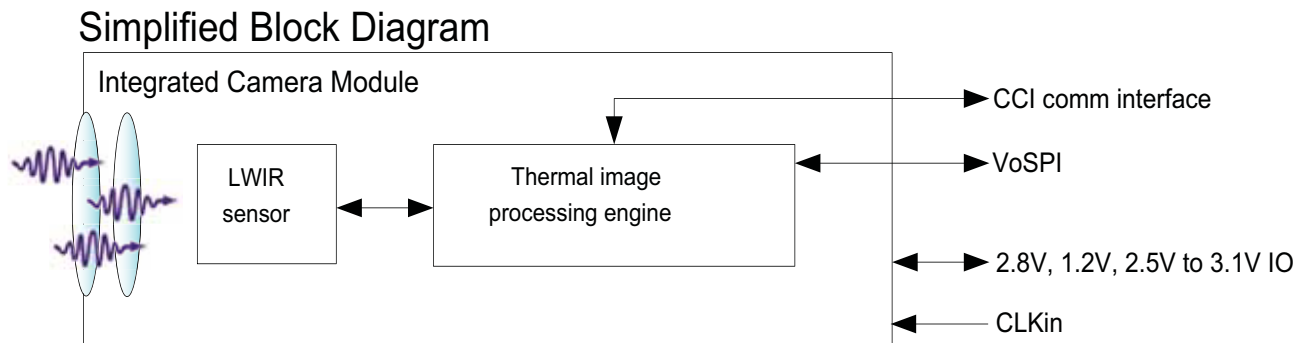 Simplified Block Diagram
Integrated Camera Module
CCI comm interface
VoSPI
LWIR
sensor
Thermal image
processing engine
2.8V, 1.2V, 2.5V to 3.1V IO
CLKin